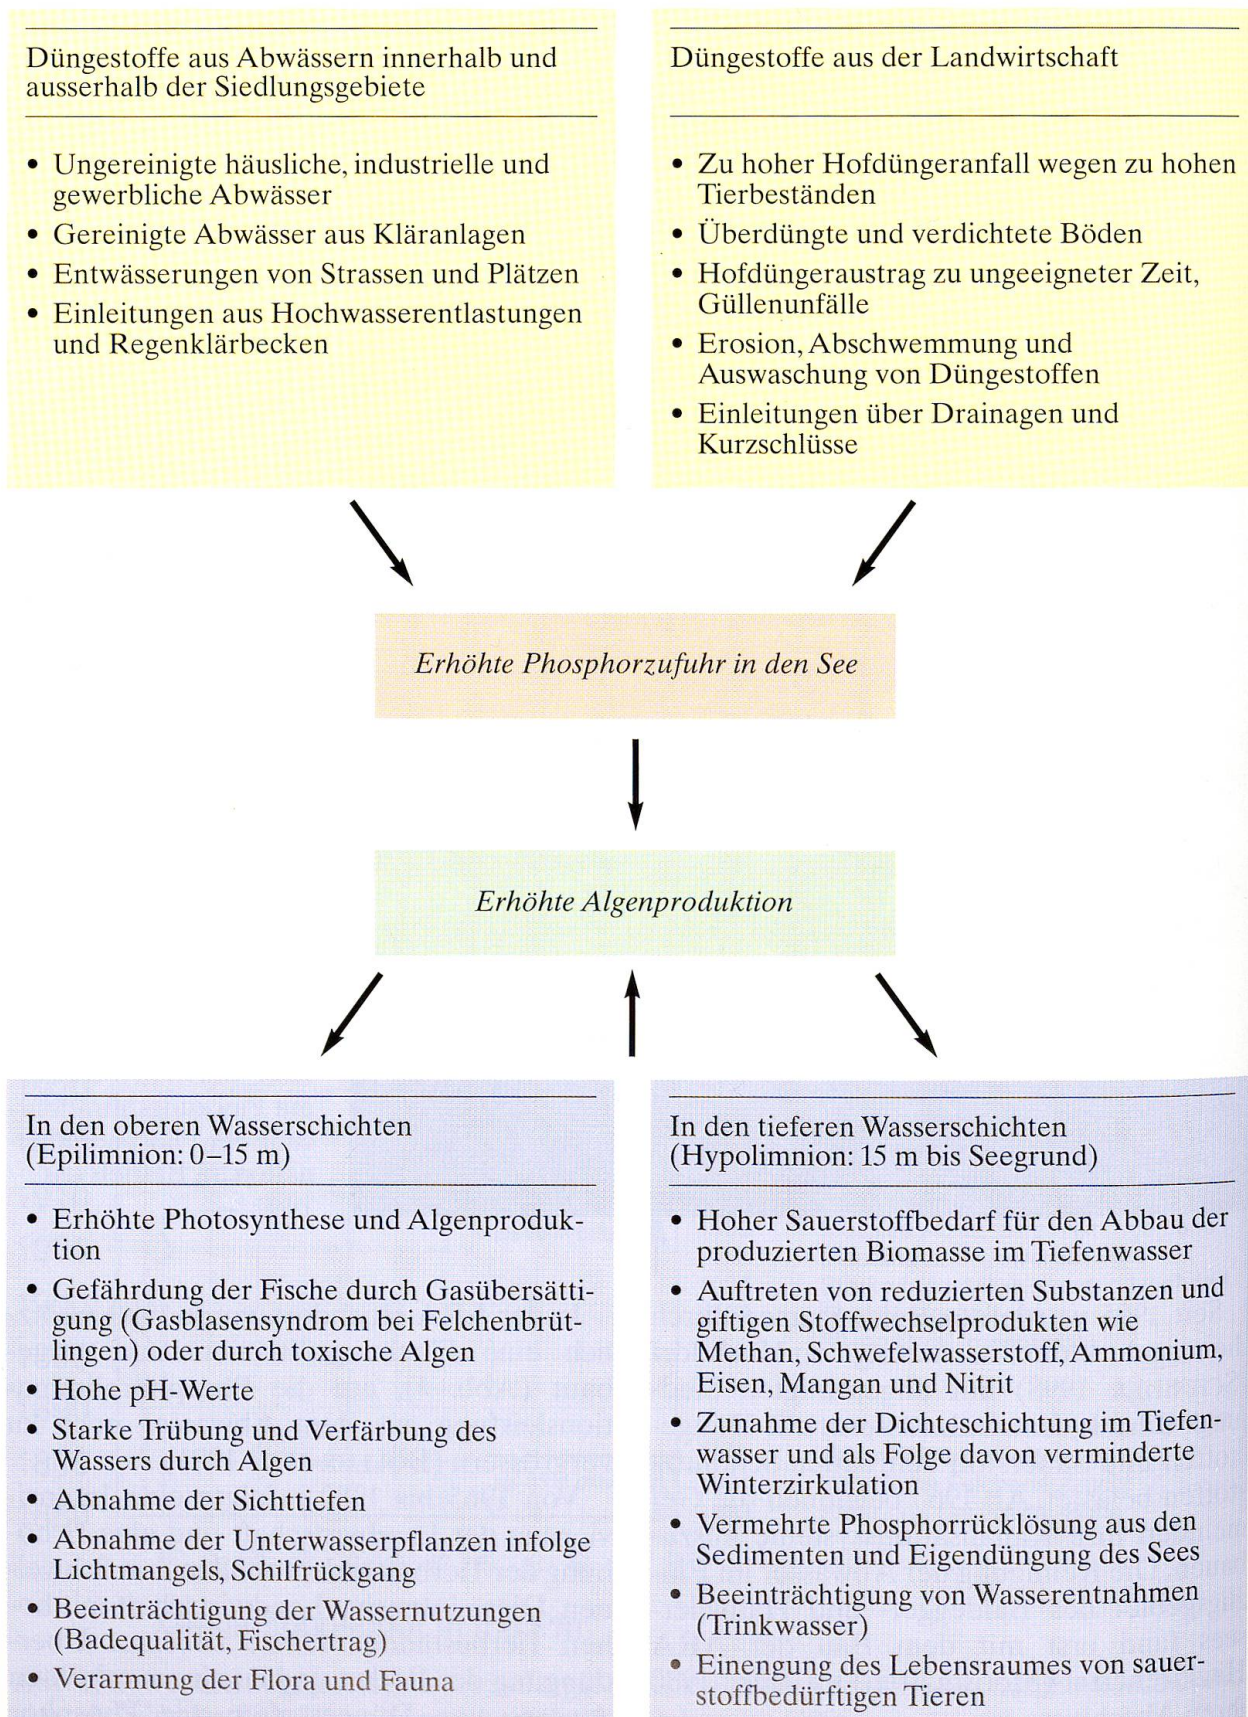 Düngestoffe aus Abwässern innerhalb und
ausserhalb der Siedlungsgebiete
• Ungereinigte häusliche, industrielle und
gewerbliche Abwässer
• Gereinigte Abwässer aus Kläranlagen
• Entwässerungen von Strassen und Plätzen
• Einleitungen aus Hochwasserentlastungen
und Regenklärbecken
Düngestoffe aus der Landwirtschaft
• Zu hoher Hofdüngeranfall wegen zu hohen
Tierbeständen
• Überdüngte und verdichtete Böden
• Hofdüngeraustrag zu ungeeigneter Zeit,
Güllenunfälle
• Erosion, Abschwemmung und
Auswaschung von Düngestoffen
• Einleitungen über Drainagen und
Kurzschlüsse
Erhöhte Phosphorzufuhr in den See
Erhöhte Algenproduktion
In den oberen Wasserschichten
(Epilimnion: 0–15 m)
• Erhöhte Photosynthese und Algenproduk-
tion
• Gefährdung der Fische durch Gasübersätti-
gung (Gasblasensyndrom bei Felchenbrüt-
lingen) oder durch toxische Algen
• Hohe pH-Werte
• Starke Trübung und Verfärbung des
Wassers durch Algen
• Abnahme der Sichttiefen
• Abnahme der Unterwasserpflanzen infolge
Lichtmangels, Schilfrückgang
• Beeinträchtigung der Wassernutzungen
(Badequalität, Fischertrag)
• Verarmung der Flora und Fauna
In den tieferen Wasserschichten
(Hypolimnion: 15 m bis Seegrund)
• Hoher Sauerstoffbedarf für den Abbau der
produzierten Biomasse im Tiefenwasser
• Auftreten von reduzierten Substanzen und
giftigen Stoffwechselprodukten wie
Methan, Schwefelwasserstoff, Ammonium,
Eisen, Mangan und Nitrit
• Zunahme der Dichteschichtung im Tiefen-
wasser und als Folge davon verminderte
Winterzirkulation
• Vermehrte Phosphorrücklösung aus den
Sedimenten und Eigendüngung des Sees
• Beeinträchtigung von Wasserentnahmen
(Trinkwasser)
• Einengung des Lebensraumes von sauer-
stoffbedürftigen Tieren